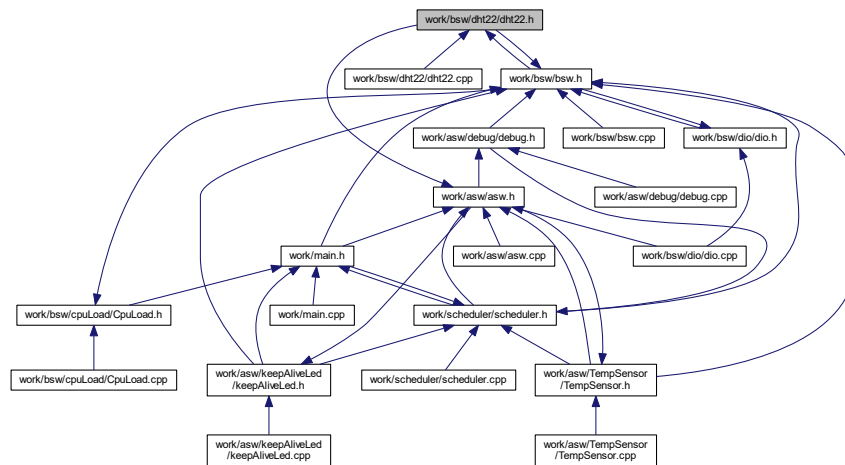 work/bsw/dht22/dht22.h
work/bsw/dht22/dht22.cpp
work/bsw/bsw.h
work/asw/debug/debug.h
work/bsw/bsw.cpp
work/bsw/dio/dio.h
work/asw/asw.h
work/asw/debug/debug.cpp
work/main.h
work/asw/asw.cpp
work/bsw/dio/dio.cpp
work/bsw/cpuLoad/CpuLoad.h
work/main.cpp
work/scheduler/scheduler.h
work/bsw/cpuLoad/CpuLoad.cpp
work/asw/keepAliveLed
/keepAliveLed.h
work/scheduler/scheduler.cpp
work/asw/TempSensor
/TempSensor.h
work/asw/keepAliveLed
/keepAliveLed.cpp
work/asw/TempSensor
/TempSensor.cpp